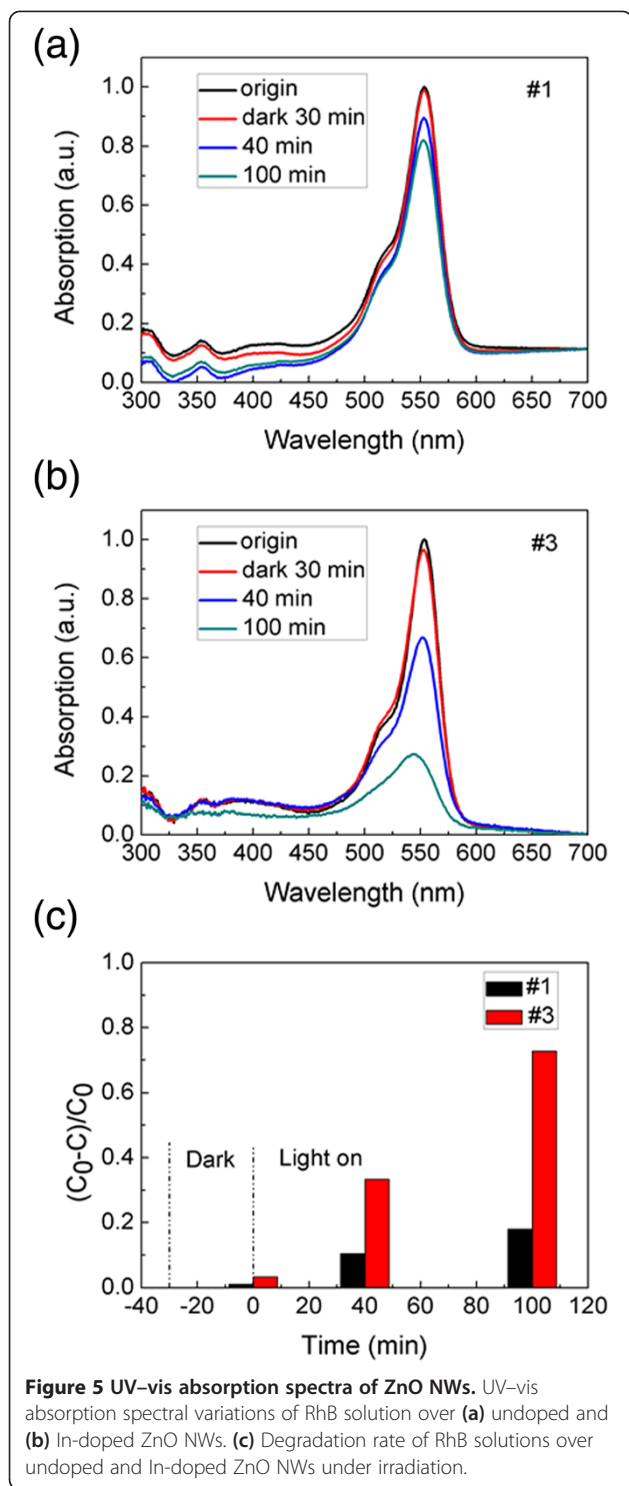 (a)
origin
dark 30 min
40 min
100 min
#1
1.0
0.8
0.6
0.4
0.2
0.0
Absorption (a.u.)
300 350 400 450 500 550 600 650 700
Wavelength (nm)
(b)
origin
dark 30 min
40 min
100 min
#3
1.0
0.8
0.6
0.4
0.2
0.0
Absorption (a.u.)
300 350 400 450 500 550 600 650 700
Wavelength (nm)
(c)
#1
#3
1.0
0.8
0.6
0.4
0.2
0.0
(C0-C)/C0
Dark Light on
-40 -20 0 20 40 60 80 100 120
Time (min)
Figure 5 UV–vis absorption spectra of ZnO NWs. UV–vis
absorption spectral variations of RhB solution over (a) undoped and
(b) In-doped ZnO NWs. (c) Degradation rate of RhB solutions over
undoped and In-doped ZnO NWs under irradiation.